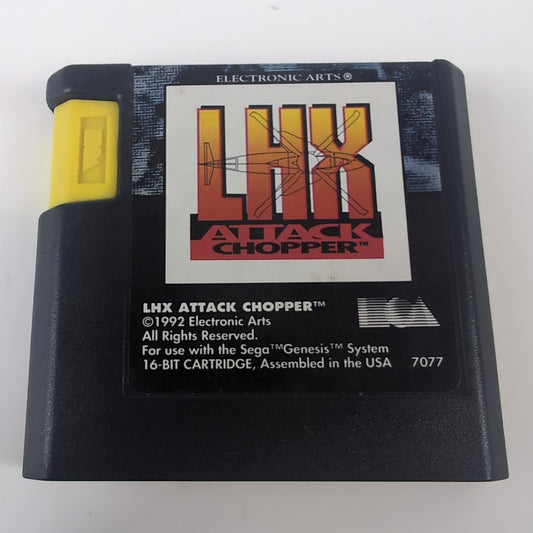 ELECTRONIC ARTS®
LHX
ATTACK
CHOPPER™
LHX ATTACK CHOPPER™
©1992 Electronic Arts
All Rights Reserved.
For use with the Sega™Genesis™ System
16-BIT CARTRIDGE, Assembled in the USA 7077
EA